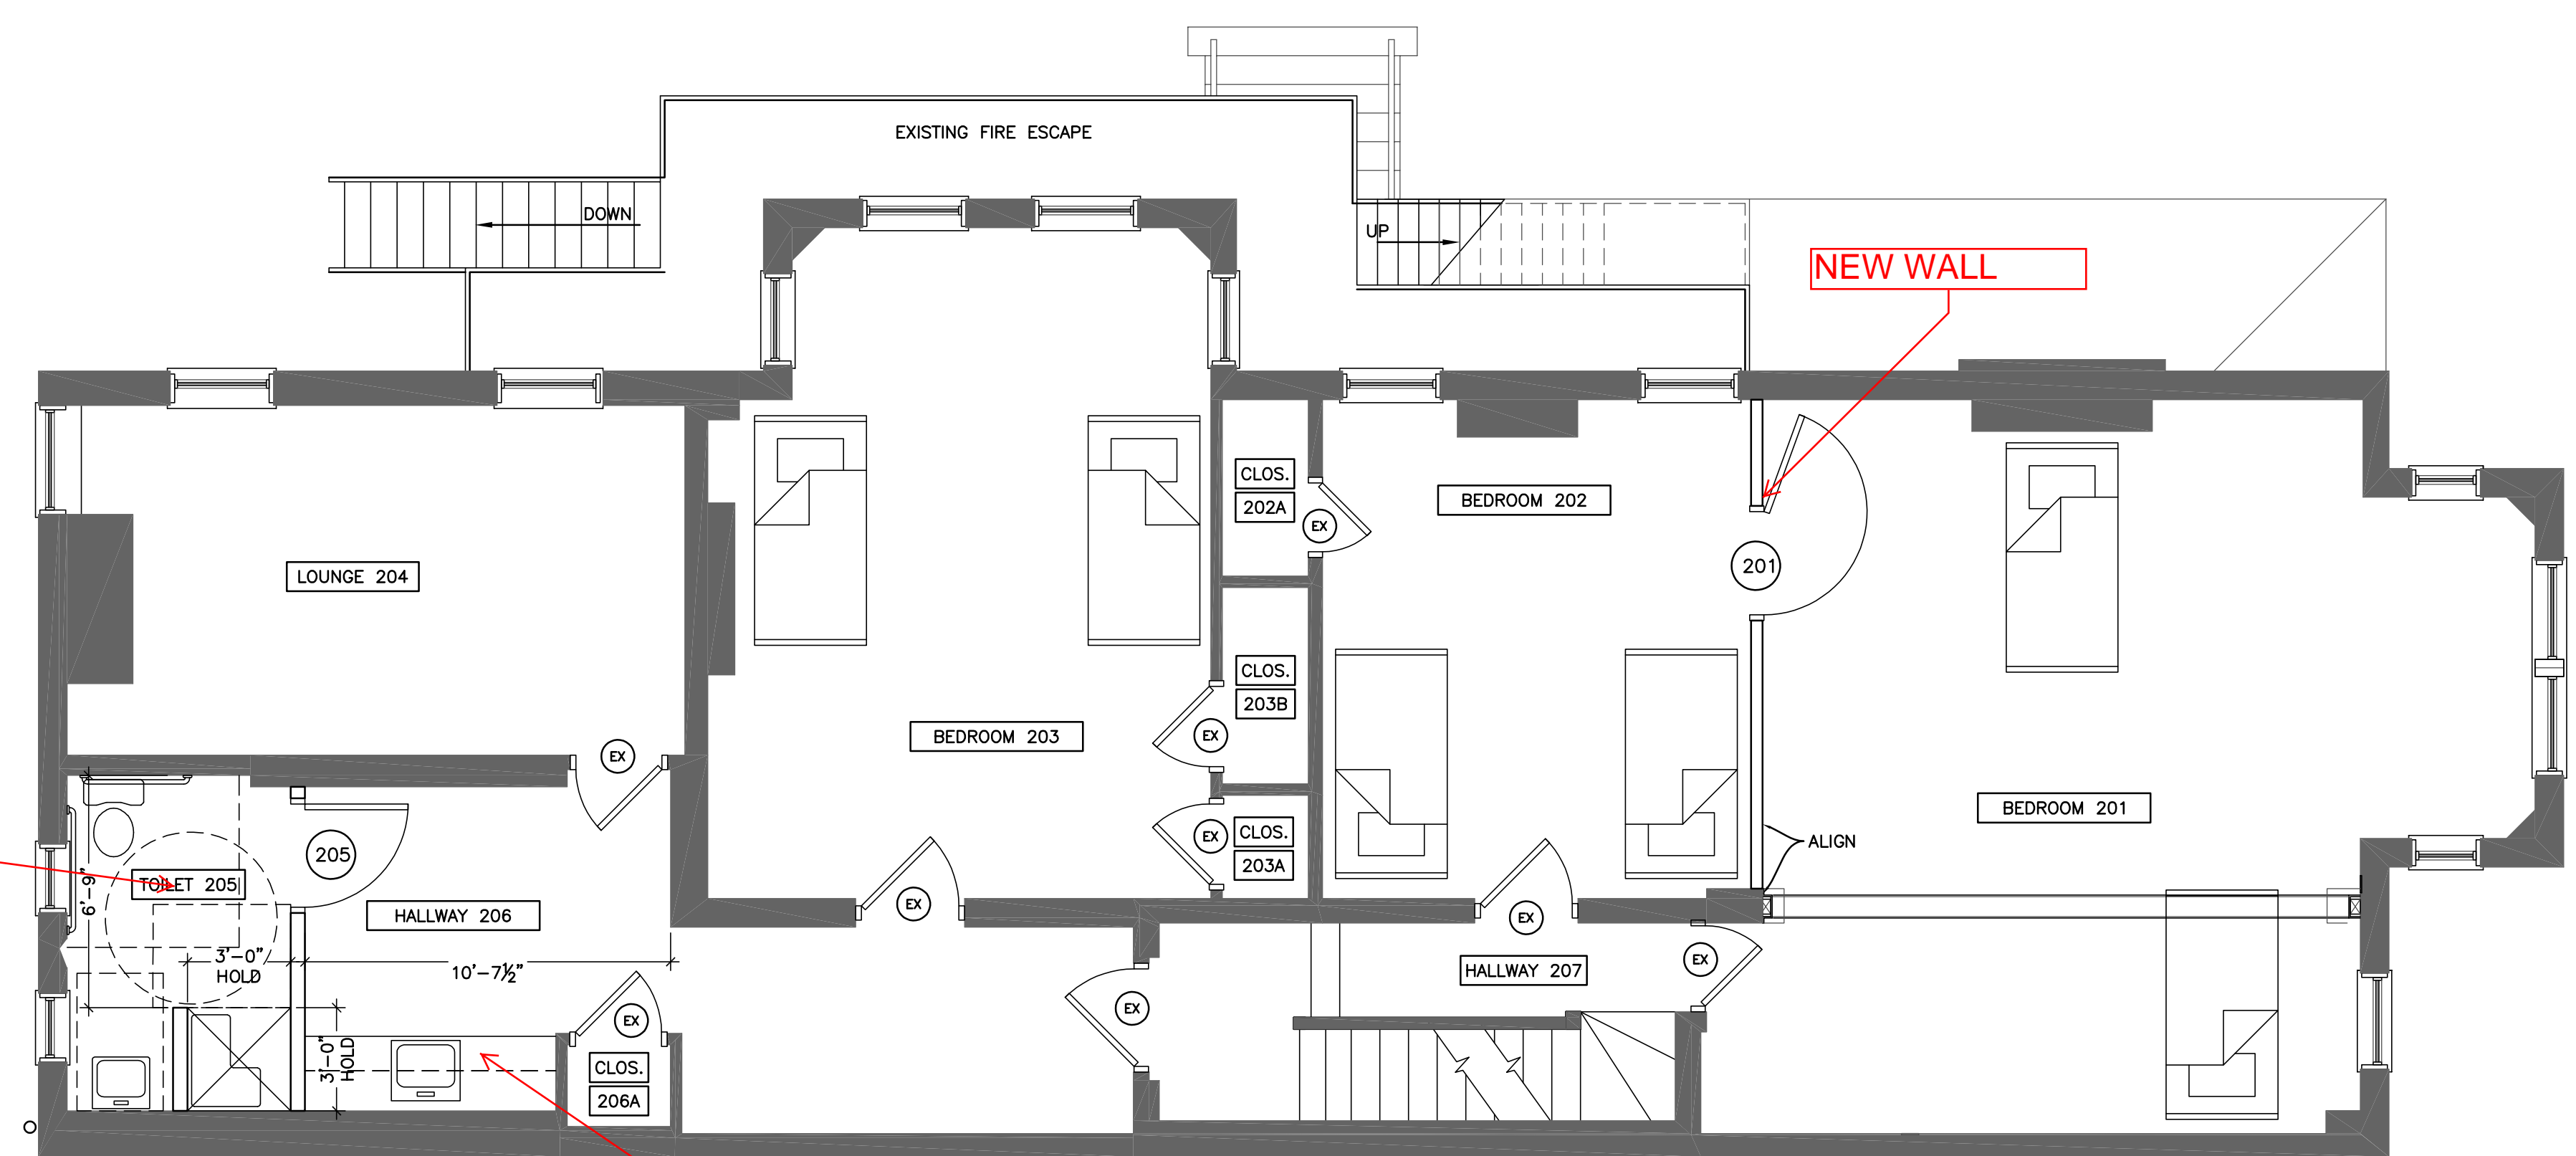 EXISTING FIRE ESCAPE
DOWN
UP
NEW WALL
CLOS.
202A
BEDROOM 202
EX
201
LOUNGE 204
CLOS.
203B
BEDROOM 203
EX
EX
BEDROOM 201
EX
CLOS.
203A
ALIGN
205
TOILET 205
6'-9"
HALLWAY 206
EX
EX
3'-0"
HOLD
10'-7½"
HALLWAY 207
EX
EX
EX
3'-0"
HOLD
CLOS.
206A